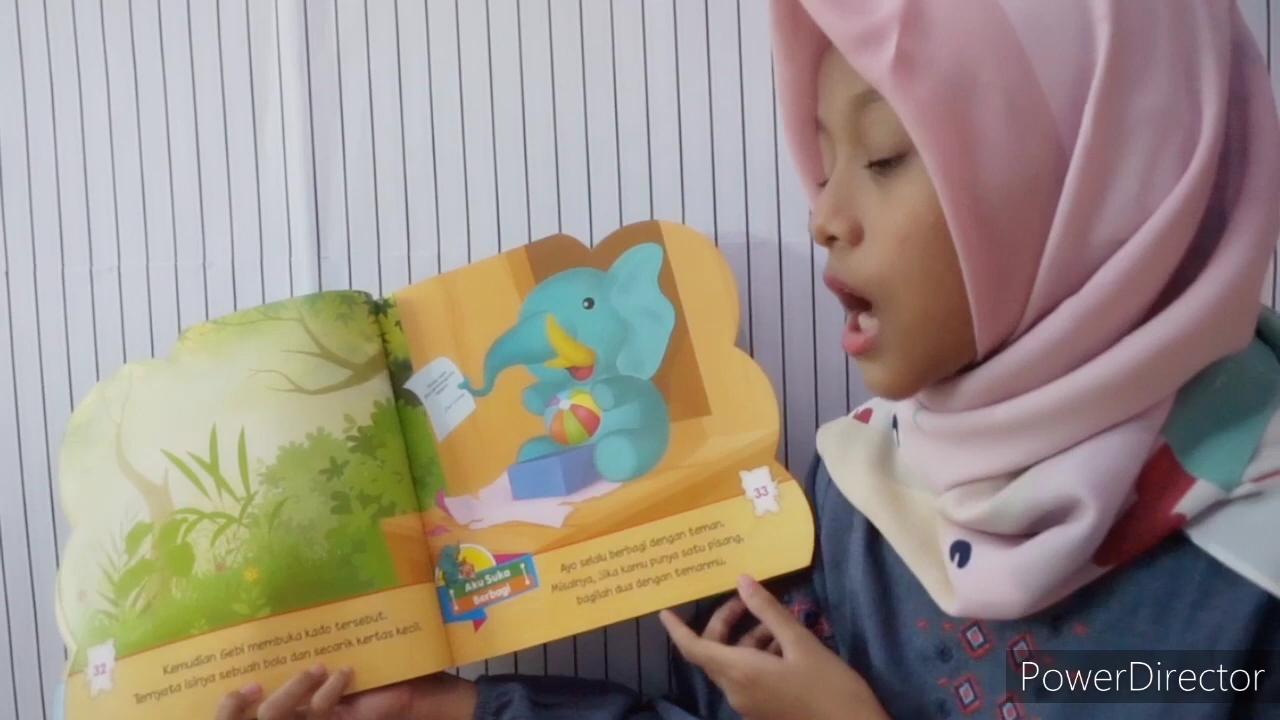 Kemudian Gebi membuka kado tersebut.
Ternyata isinya sebuah bola dan secarik kertas kecil.
32
33
Aku Suka
Berbagi
Ayo selalu berbagi dengan teman.
Misalnya, Jika kamu punya satu pisang,
bagilah dua dengan temanmu.
PowerDirector